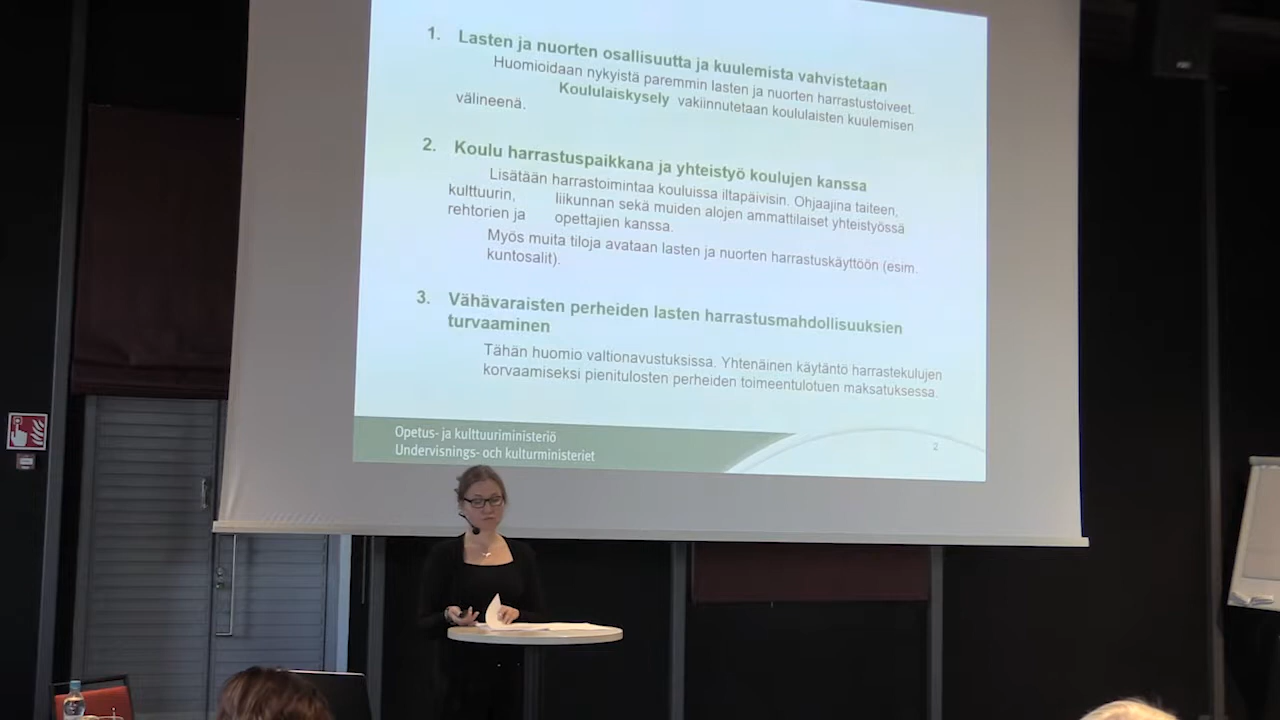 1. Lasten ja nuorten osallisuutta ja kuulemista vahvistetaan
Huomioidaan nykyistä paremmin lasten ja nuorten harrastustoiveet.
Koululaiskysely vakiinnutetaan koululaisten kuulemisen
välineenä.
2. Koulu harrastuspaikkana ja yhteistyö koulujen kanssa
Lisätään harrastoimintaa kouluissa iltapäivisin. Ohjaajina taiteen,
kulttuurin, liikunnan sekä muiden alojen ammattilaiset yhteistyössä
rehtorien ja opettajien kanssa.
Myös muita tiloja avataan lasten ja nuorten harrastuskäyttöön (esim.
kuntosalit).
3. Vähävaraisten perheiden lasten harrastusmahdollisuuksien
turvaaminen
Tähän huomio valtionavustuksissa. Yhtenäinen käytäntö harrastekulujen
korvaamiseksi pienitulosten perheiden toimeentulotuen maksatuksessa.
Opetus- ja kulttuuriministeriö
Undervisnings- och kulturministeriet
2